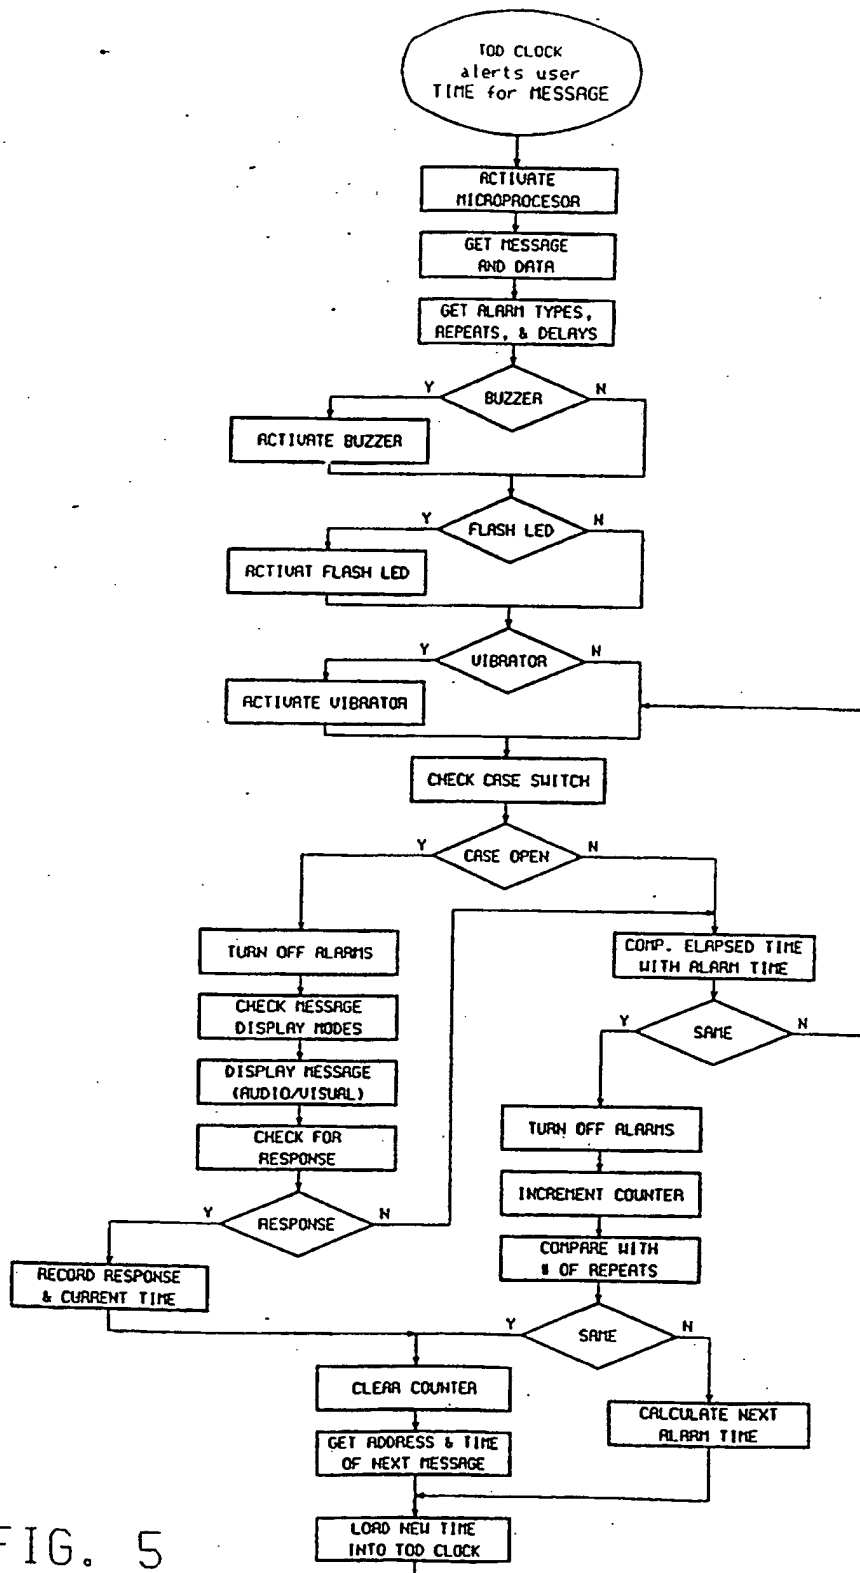 TOD CLOCK
alerts user
TIME for MESSAGE
ACTIVATE
MICROPROCESOR
GET MESSAGE
AND DATA
GET ALARM TYPES,
REPEATS, & DELAYS
Y
BUZZER
N
ACTIVATE BUZZER
Y
FLASH LED
N
ACTIVAT FLASH LED
Y
VIBRATOR
N
ACTIVATE VIBRATOR
CHECK CASE SWITCH
Y
CASE OPEN
N
TURN OFF ALARMS
COMP. ELAPSED TIME
WITH ALARM TIME
CHECK MESSAGE
DISPLAY MODES
Y
SAME
N
DISPLAY MESSAGE
(AUDIO/VISUAL)
TURN OFF ALARMS
CHECK FOR
RESPONSE
INCREMENT COUNTER
Y
RESPONSE
N
COMPARE WITH
# OF REPEATS
RECORD RESPONSE
& CURRENT TIME
Y
SAME
N
CLEAR COUNTER
CALCULATE NEXT
ALARM TIME
GET ADDRESS & TIME
OF NEXT MESSAGE
LOAD NEW TIME
INTO TOD CLOCK
FIG. 5